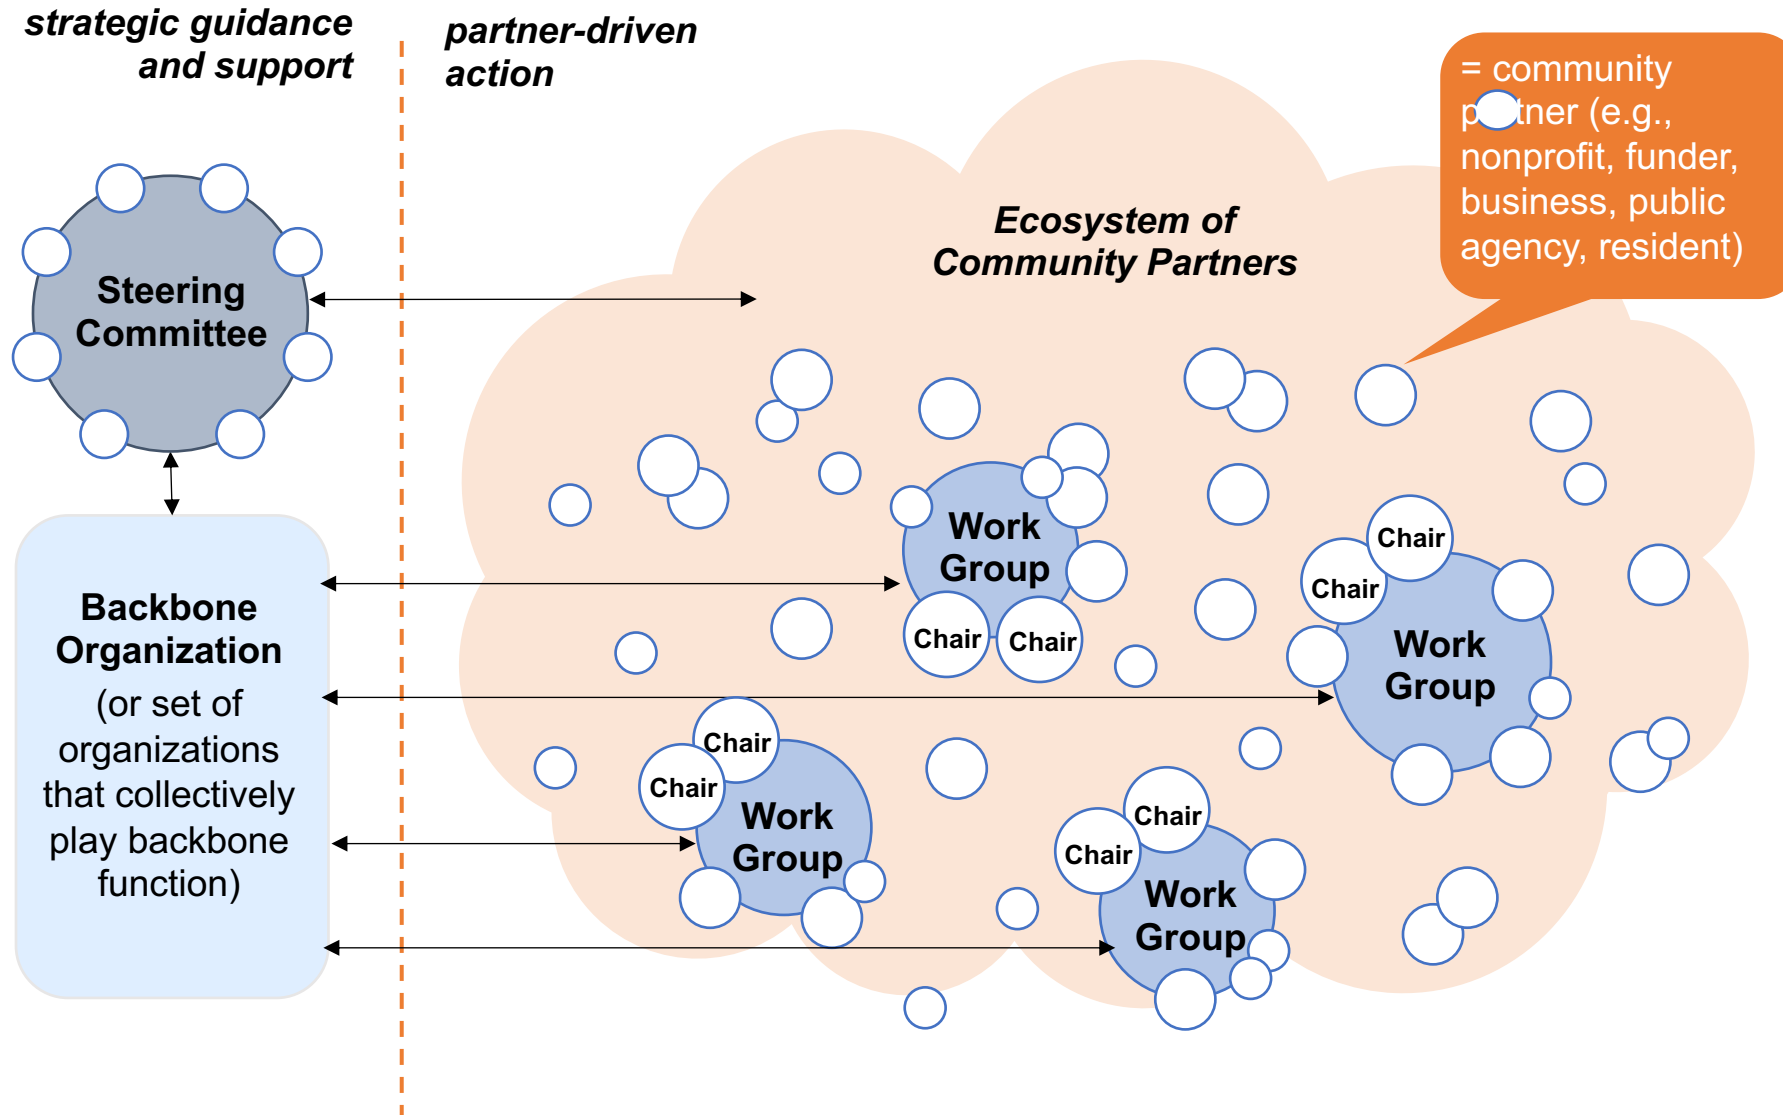 strategic guidance
and support
partner-driven
action
= community
p tner (e.g.,
nonprofit, funder,
business, public
agency, resident)
Ecosystem of
Community Partners
Steering
Committee
Backbone
Organization
(or set of
organizations
that collectively
play backbone
function)
Work
Group
Chair
Chair
Chair
Chair
Work
Group
Chair
Chair
Work
Group
Chair
Chair
Work
Group